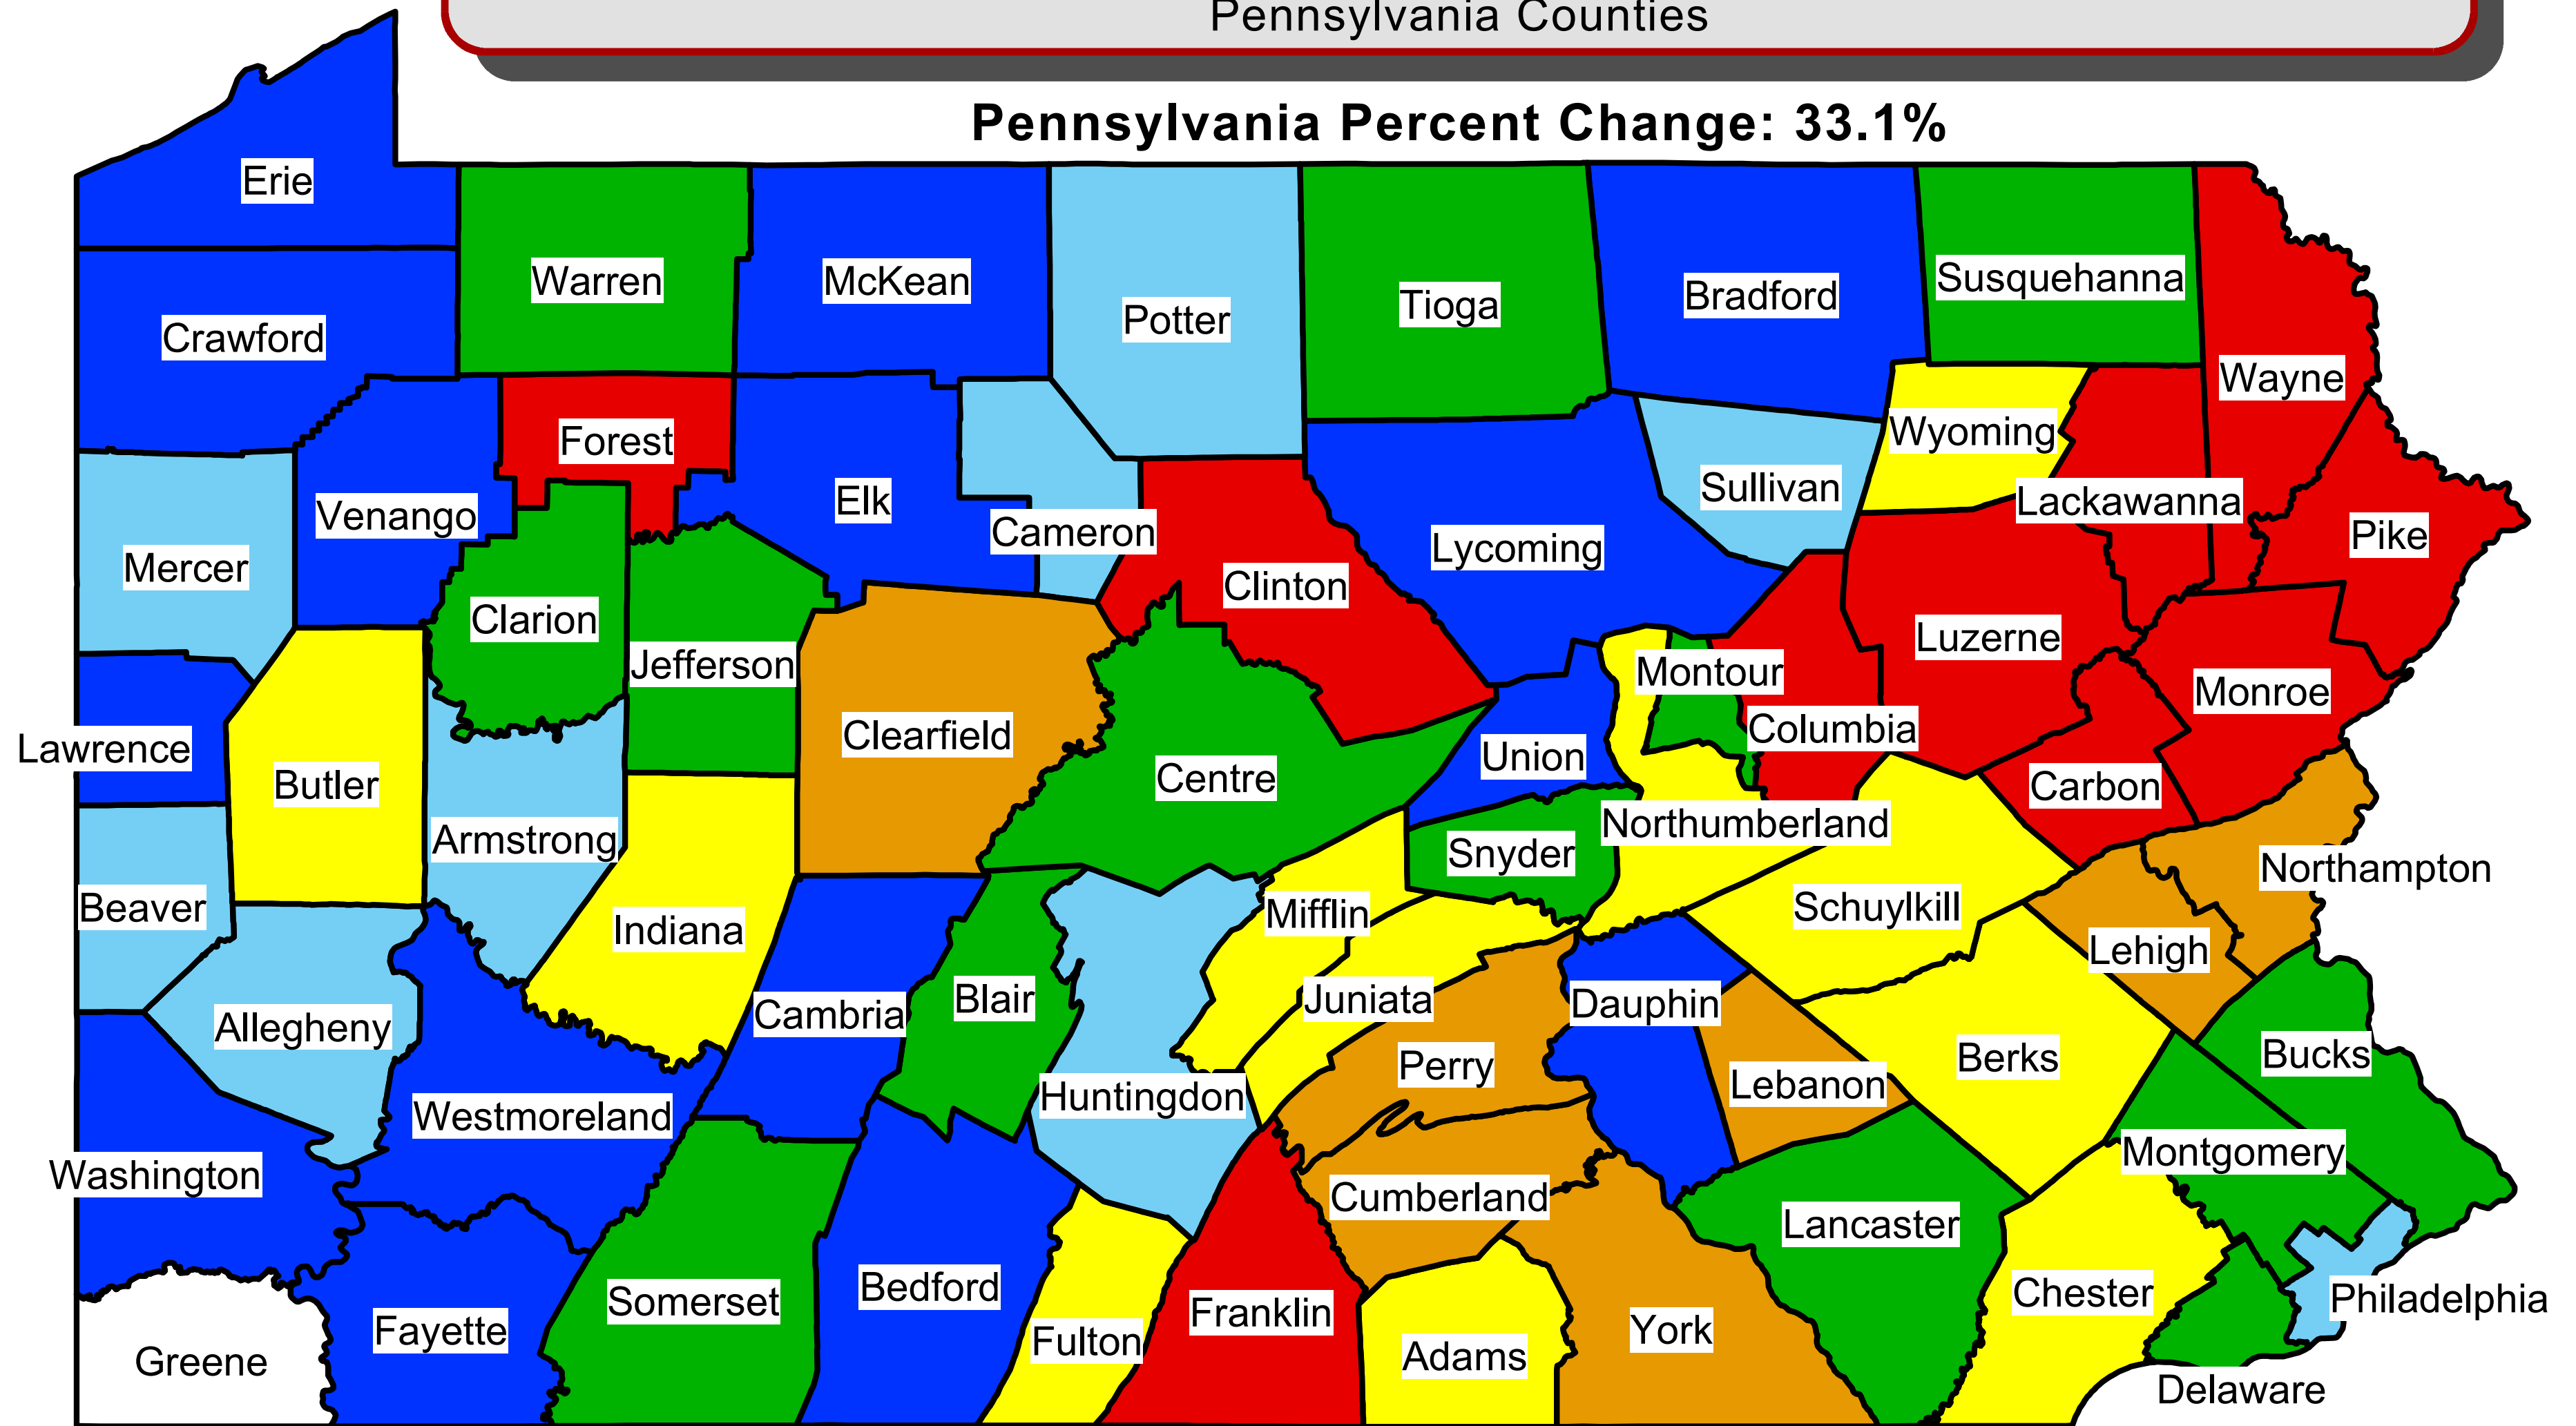 Pennsylvania Counties
Pennsylvania Percent Change: 33.1%
Erie
Warren
McKean
Potter
Tioga
Bradford
Susquehanna
Wayne
Crawford
Forest
Wyoming
Mercer
Venango
Elk
Cameron
Sullivan
Lackawanna
Pike
Clarion
Clinton
Lycoming
Jefferson
Luzerne
Montour
Monroe
Lawrence
Butler
Clearfield
Centre
Union
Columbia
Carbon
Armstrong
Snyder
Northumberland
Northampton
Beaver
Indiana
Mifflin
Schuylkill
Lehigh
Allegheny
Cambria
Blair
Juniata
Dauphin
Westmoreland
Huntingdon
Perry
Lebanon
Berks
Bucks
Washington
Cumberland
Lancaster
Montgomery
Greene
Fayette
Somerset
Bedford
Fulton
Franklin
Adams
York
Chester
Philadelphia
Delaware